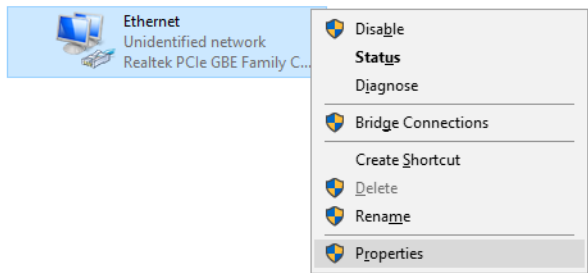 Ethernet
Unidentified network
Realtek PCIe GBE Family C...
Disable
Status
Diagnose
Bridge Connections
Create Shortcut
Delete
Rename
Properties